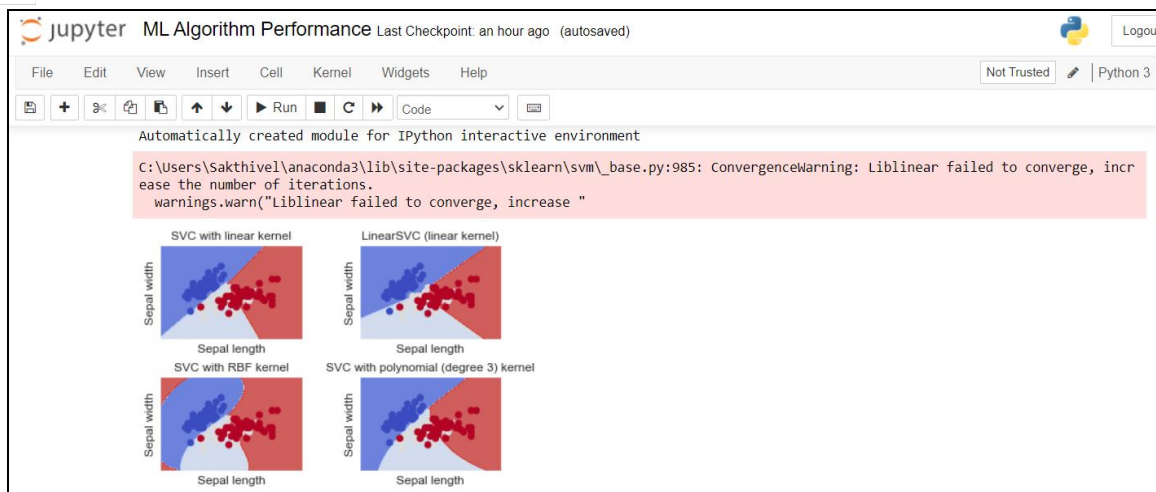 jupyter ML Algorithm Performance Last Checkpoint: an hour ago (autosaved)
Logou
File Edit View Insert Cell Kernel Widgets Help
Not Trusted Python 3
Run Code
Automatically created module for IPython interactive environment
C:\Users\Sakthivel\anaconda3\lib\site-packages\sklearn\svm\_base.py:985: ConvergenceWarning: Liblinear failed to converge, incr
ease the number of iterations.
warnings.warn("Liblinear failed to converge, increase "
SVC with linear kernel
LinearSVC (linear kernel)
Sepal width
Sepal width
Sepal length
Sepal length
SVC with RBF kernel
SVC with polynomial (degree 3) kernel
Sepal width
Sepal width
Sepal length
Sepal length